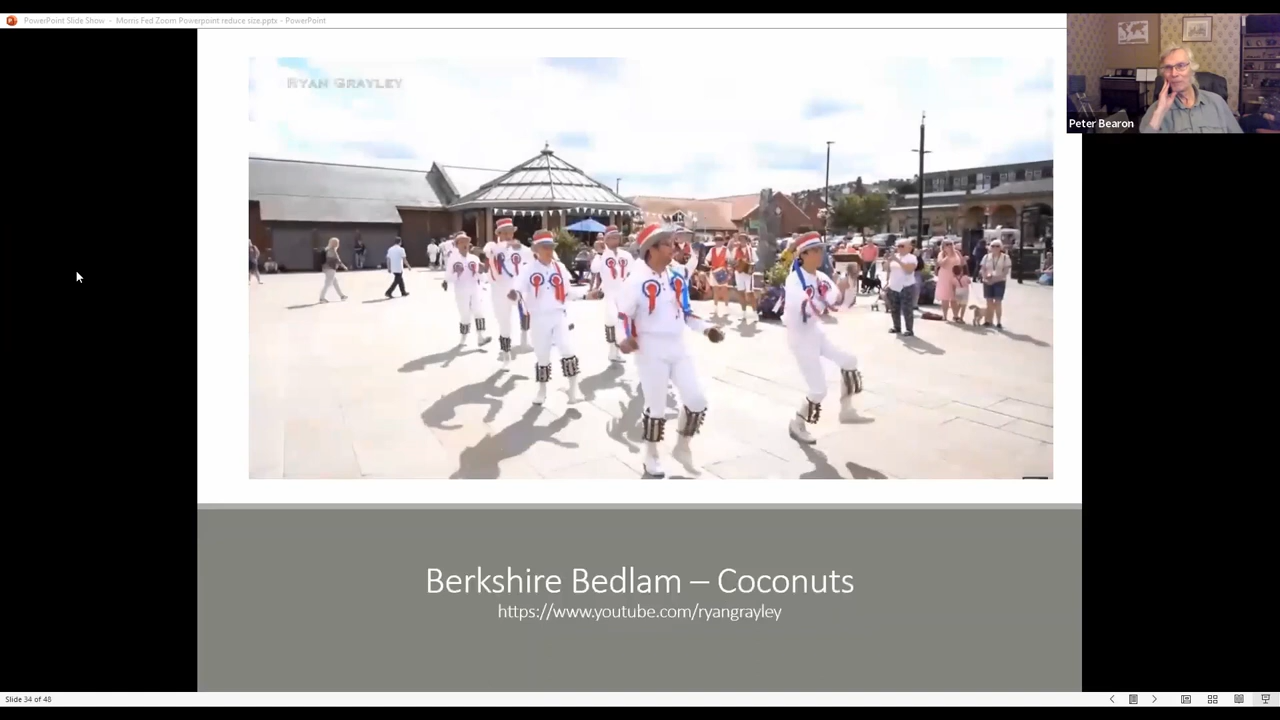 PowerPoint Slide Show - Morris Fed Zoom Powerpoint reduce size.pptx - PowerPoint
RYAN GRAYLEY
Peter Bearon
Berkshire Bedlam – Coconuts
https://www.youtube.com/ryangrayley
Slide 34 of 48